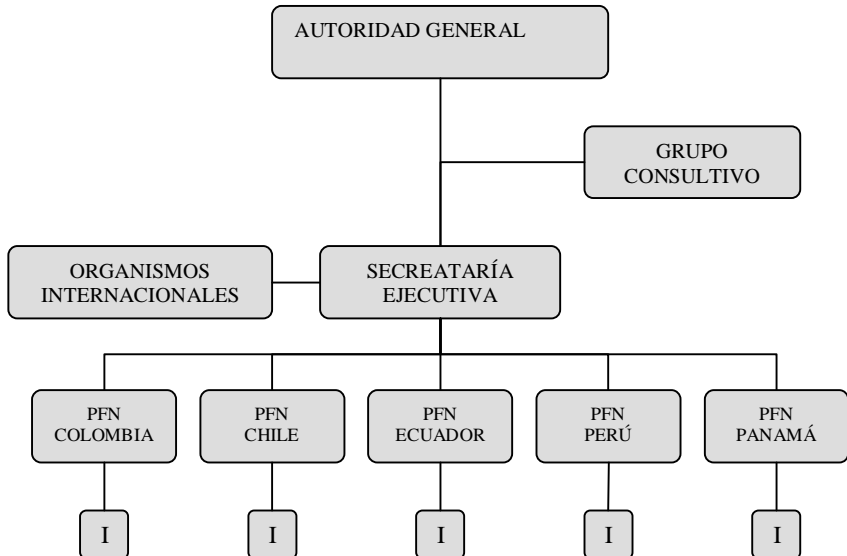 AUTORIDAD GENERAL
GRUPO
CONSULTIVO
ORGANISMOS
INTERNACIONALES
SECREATARÍA
EJECUTIVA
PFN
COLOMBIA
PFN
CHILE
PFN
ECUADOR
PFN
PERÚ
PFN
PANAMÁ
I
I
I
I
I